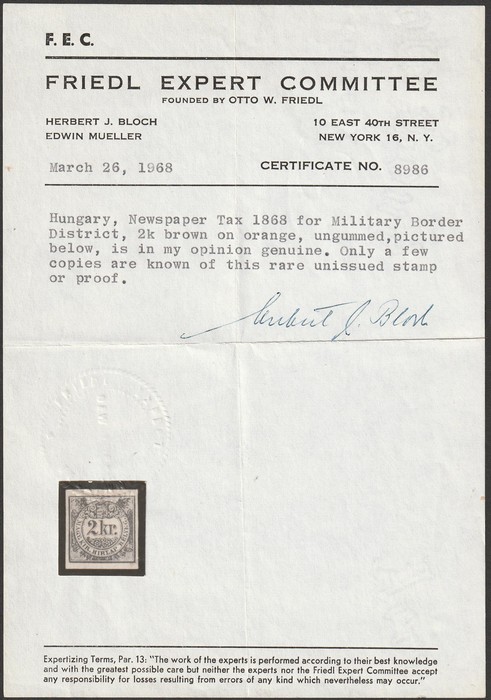 F. E. C.
FRIEDL EXPERT COMMITTEE
FOUNDED BY OTTO W. FRIEDL
HERBERT J. BLOCH
EDWIN MUELLER
10 EAST 40TH STREET
NEW YORK 16, N. Y.
March 26, 1968
CERTIFICATE NO. 8986
Hungary, Newspaper Tax 1868 for Military Border
District, 2k brown on orange, ungummed,pictured
below, is in my opinion genuine. Only a few
copies are known of this rare unissued stamp
or proof.
Herbert J. Bloch
2kr.
HIRLAP
Expertizing Terms, Par. 13: "The work of the experts is performed according to their best knowledge
and with the greatest possible care but neither the experts nor the Friedl Expert Committee accept
any responsibility for losses resulting from errors of any kind which nevertheless may occur."